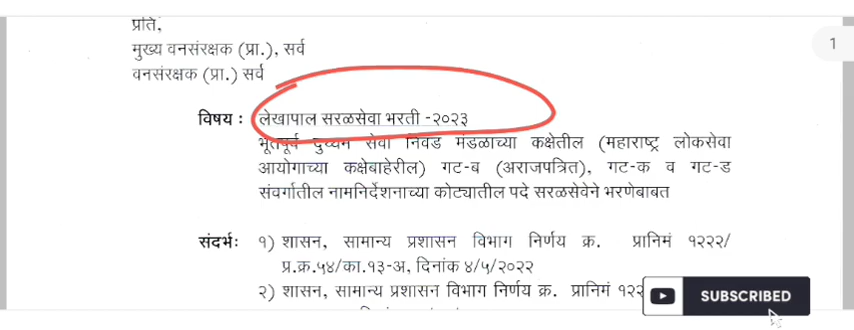 प्रति,
मुख्य वनसंरक्षक (प्रा.), सर्व
वनसंरक्षक (प्रा.) सर्व
1
विषय : लेखापाल सरळसेवा भरती -२०२३
भूतपूर्व दुय्यम सेवा निवड मंडळाच्या कक्षेतील (महाराष्ट्र लोकसेवा
आयोगाच्या कक्षेबाहेरील) गट-ब (अराजपत्रित), गट-क व गट-ड
संवर्गातील नामनिर्देशनाच्या कोट्यातील पदे सरळसेवेने भरणेबाबत
संदर्भः १) शासन, सामान्य प्रशासन विभाग निर्णय क्र. प्रानिमं १२२२/
प्र.क्र.५४/का.१३-अ, दिनांक ४/५/२०२२
२) शासन, सामान्य प्रशासन विभाग निर्णय क्र. प्रानिमं
SUBSCRIBED